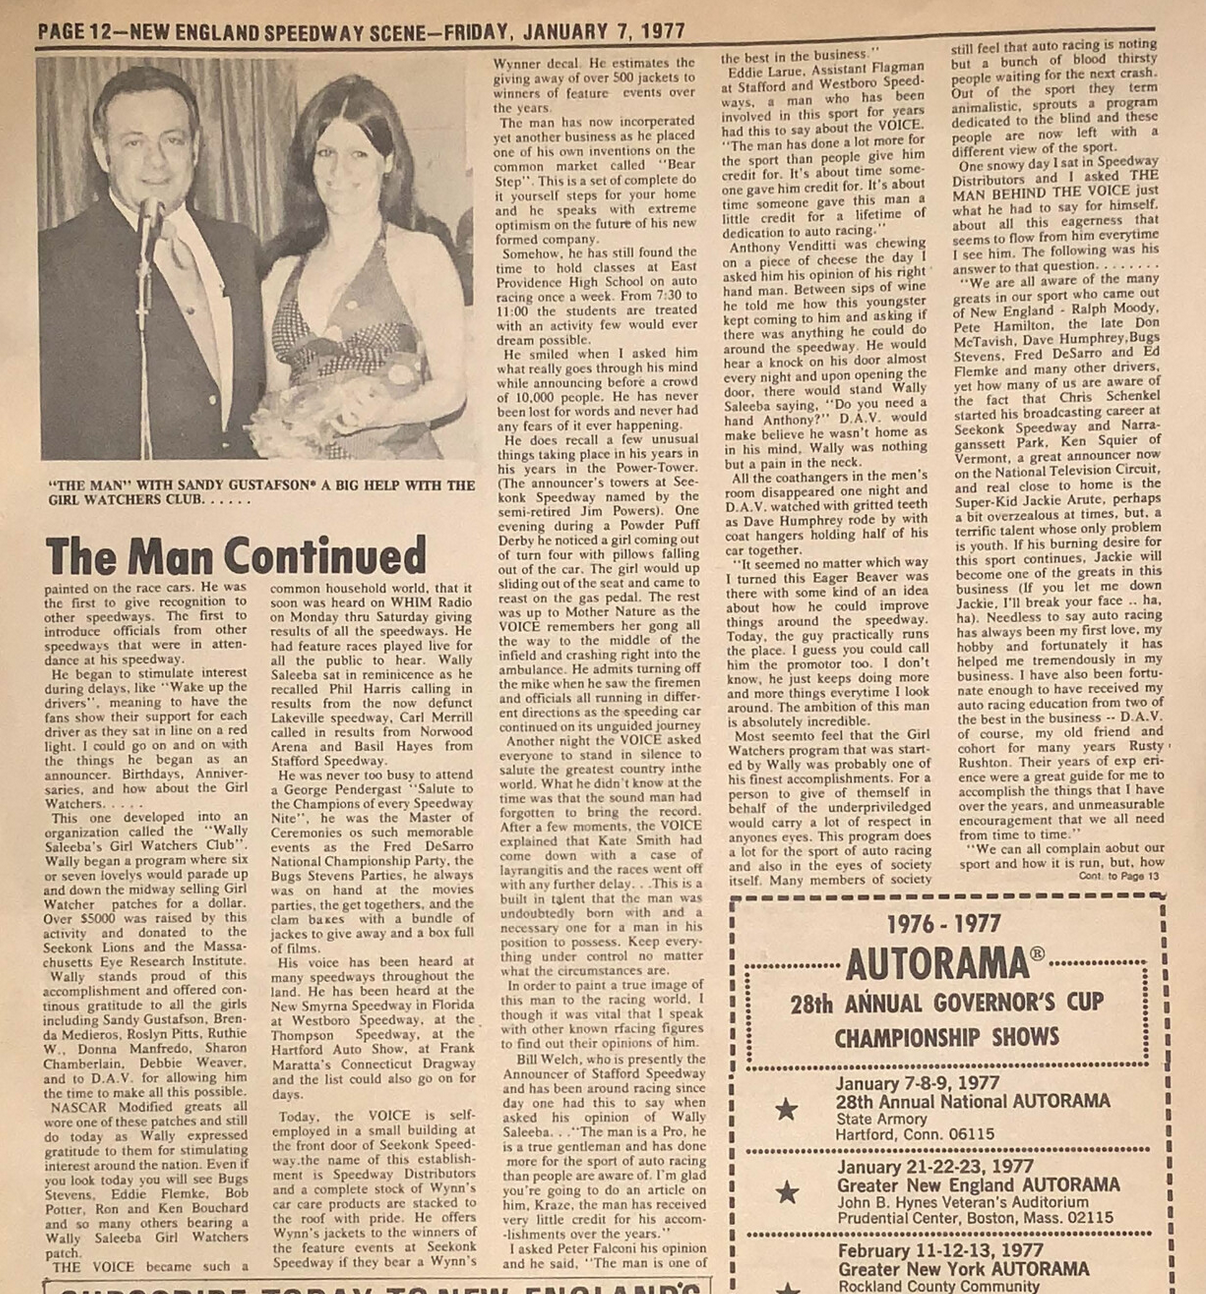 PAGE 12—NEW ENGLAND SPEEDWAY SCENE—FRIDAY, JANUARY 7, 1977
"THE MAN" WITH SANDY GUSTAFSON* A BIG HELP WITH THE
GIRL WATCHERS CLUB. . . . . .
The Man Continued
painted on the race cars. He was
the first to give recognition to
other speedways. The first to
introduce officials from other
speedways that were in atten-
dance at his speedway.
He began to stimulate interest
during delays, like "Wake up the
drivers", meaning to have the
fans show their support for each
driver as they sat in line on a red
light. I could go on and on with
the things he began as an
announcer. Birthdays, Anniver-
saries, and how about the Girl
Watchers. . . . .
This one developed into an
organization called the "Wally
Saleeba's Girl Watchers Club".
Wally began a program where six
or seven lovelys would parade up
and down the midway selling Girl
Watcher patches for a dollar.
Over $5000 was raised by this
activity and donated to the
Seekonk Lions and the Massa-
chusetts Eye Research Institute.
Wally stands proud of this
accomplishment and offered con-
tinous gratitude to all the girls
including Sandy Gustafson, Bren-
da Medieros, Roslyn Pitts, Ruthie
W., Donna Manfredo, Sharon
Chamberlain, Debbie Weaver,
and to D.A.V. for allowing him
the time to make all this possible.
NASCAR Modified greats all
wore one of these patches and still
do today as Wally expressed
gratitude to them for stimulating
interest around the nation. Even if
you look today you will see Bugs
Stevens, Eddie Flemke, Bob
Potter, Ron and Ken Bouchard
and so many others bearing a
Wally Saleeba Girl Watchers
patch.
THE VOICE became such a
common household world, that it
soon was heard on WHIM Radio
on Monday thru Saturday giving
results of all the speedways. He
had feature races played live for
all the public to hear. Wally
Saleeba sat in reminicence as he
recalled Phil Harris calling in
results from the now defunct
Lakeville speedway, Carl Merrill
called in results from Norwood
Arena and Basil Hayes from
Stafford Speedway.
He was never too busy to attend
a George Pendergast "Salute to
the Champions of every Speedway
Nite", he was the Master of
Ceremonies os such memorable
events as the Fred DeSarro
National Championship Party, the
Bugs Stevens Parties, he always
was on hand at the movies
parties, the get togethers, and the
clam bakes with a bundle of
jackes to give away and a box full
of films.
His voice has been heard at
many speedways throughout the
land. He has been heard at the
New Smyrna Speedway in Florida
at Westboro Speedway, at the
Thompson Speedway, at the
Hartford Auto Show, at Frank
Maratta's Connecticut Dragway
and the list could also go on for
days.
Today, the VOICE is self-
employed in a small building at
the front door of Seekonk Speed-
way.the name of this establish-
ment is Speedway Distributors
and a complete stock of Wynn's
car care products are stacked to
the roof with pride. He offers
Wynn's jackets to the winners of
the feature events at Seekonk
Speedway if they bear a Wynn's
Wynner decal. He estimates the
giving away of over 500 jackets to
winners of feature events over
the years.
The man has now incorperated
yet another business as he placed
one of his own inventions on the
common market called "Bear
Step". This is a set of complete do
it yourself steps for your home
and he speaks with extreme
optimism on the future of his new
formed company.
Somehow, he has still found the
time to hold classes at East
Providence High School on auto
racing once a week. From 7:30 to
11:00 the students are treated
with an activity few would ever
dream possible.
He smiled when I asked him
what really goes through his mind
while announcing before a crowd
of 10,000 people. He has never
been lost for words and never had
any fears of it ever happening.
He does recall a few unusual
things taking place in his years in
his years in the Power-Tower.
(The announcer's towers at See-
konk Speedway named by the
semi-retired Jim Powers). One
evening during a Powder Puff
Derby he noticed a girl coming out
of turn four with pillows falling
out of the car. The girl would up
sliding out of the seat and came to
reast on the gas pedal. The rest
was up to Mother Nature as the
VOICE remembers her gong all
the way to the middle of the
infield and crashing right into the
ambulance. He admits turning off
the mike when he saw the firemen
and officials all running in differ-
ent directions as the speeding car
continued on its unguided journey
Another night the VOICE asked
everyone to stand in silence to
salute the greatest country inthe
world. What he didn't know at the
time was that the sound man had
forgotten to bring the record.
After a few moments, the VOICE
explained that Kate Smith had
come down with a case of
layrangitis and the races went off
with any further delay. . .This is a
built in talent that the man was
undoubtedly born with and a
necessary one for a man in his
position to possess. Keep every-
thing under control no matter
what the circumstances are.
In order to paint a true image of
this man to the racing world, I
though it was vital that I speak
with other known rfacing figures
to find out their opinions of him.
Bill Welch, who is presently the
Announcer of Stafford Speedway
and has been around racing since
day one had this to say when
asked his opinion of Wally
Saleeba. . ."The man is a Pro, he
is a true gentleman and has done
more for the sport of auto racing
than people are aware of. I'm glad
you're going to do an article on
him, Kraze, the man has received
very little credit for his accom-
-lishments over the years."
I asked Peter Falconi his opinion
and he said, "The man is one of
the best in the business."
Eddie Larue, Assistant Flagman
at Stafford and Westboro Speed-
ways, a man who has been
involved in this sport for years
had this to say about the VOICE.
"The man has done a lot more for
the sport than people give him
credit for. It's about time some-
one gave him credit for. It's about
time someone gave this man a
little credit for a lifetime of
dedication to auto racing."
Anthony Venditti was chewing
on a piece of cheese the day I
asked him his opinion of his right
hand man. Between sips of wine
he told me how this youngster
kept coming to him and asking if
there was anything he could do
around the speedway. He would
hear a knock on his door almost
every night and upon opening the
door, there would stand Wally
Saleeba saying, "Do you need a
hand Anthony?" D.A.V. would
make believe he wasn't home as
in his mind, Wally was nothing
but a pain in the neck.
All the coathangers in the men's
room disappeared one night and
D.A.V. watched with gritted teeth
as Dave Humphrey rode by with
coat hangers holding half of his
car together.
"It seemed no matter which way
I turned this Eager Beaver was
there with some kind of an idea
about how he could improve
things around the speedway.
Today, the guy practically runs
the place. I guess you could call
him the promotor too. I don't
know, he just keeps doing more
and more things everytime I look
around. The ambition of this man
is absolutely incredible.
Most seemto feel that the Girl
Watchers program that was start-
ed by Wally was probably one of
his finest accomplishments. For a
person to give of themself in
behalf of the underpriviledged
would carry a lot of respect in
anyones eyes. This program does
a lot for the sport of auto racing
and also in the eyes of society
itself. Many members of society
still feel that auto racing is noting
but a bunch of blood thirsty
people waiting for the next crash.
Out of the sport they term
animalistic, sprouts a program
dedicated to the blind and these
people are now left with a
different view of the sport.
One snowy day I sat in Speedway
Distributors and I asked THE
MAN BEHIND THE VOICE just
what he had to say for himself.
about all this eagerness that
seems to flow from him everytime
I see him. The following was his
answer to that question. . . . . . . .
"We are all aware of the many
greats in our sport who came out
of New England - Ralph Moody,
Pete Hamilton, the late Don
McTavish, Dave Humphrey,Bugs
Stevens, Fred DeSarro and Ed
Flemke and many other drivers,
yet how many of us are aware of
the fact that Chris Schenkel
started his broadcasting career at
Seekonk Speedway and Narra-
ganssett Park, Ken Squier of
Vermont, a great announcer now
on the National Television Circuit,
and real close to home is the
Super-Kid Jackie Arute, perhaps
a bit overzealous at times, but, a
terrific talent whose only problem
is youth. If his burning desire for
this sport continues, Jackie will
become one of the greats in this
business (If you let me down
Jackie, I'll break your face .. ha,
ha). Needless to say auto racing
has always been my first love, my
hobby and fortunately it has
helped me tremendously in my
business. I have also been fortu-
nate enough to have received my
auto racing education from two of
the best in the business -- D.A.V.
of course, my old friend and
cohort for many years Rusty
Rushton. Their years of exp eri-
ence were a great guide for me to
accomplish the things that I have
over the years, and unmeasurable
encouragement that we all need
from time to time."
"We can all complain aobut our
sport and how it is run, but, how
Cont. to Page 13
1976 - 1977
AUTORAMA®
28th ANNUAL GOVERNOR'S CUP
CHAMPIONSHIP SHOWS
January 7-8-9, 1977
28th Annual National AUTORAMA
State Armory
Hartford, Conn. 06115
January 21-22-23, 1977
Greater New England AUTORAMA
John B. Hynes Veteran's Auditorium
Prudential Center, Boston, Mass. 02115
February 11-12-13, 1977
Greater New York AUTORAMA
Rockland County Community
SUBSCRIBE TODAY TO NEW ENGLAND'S